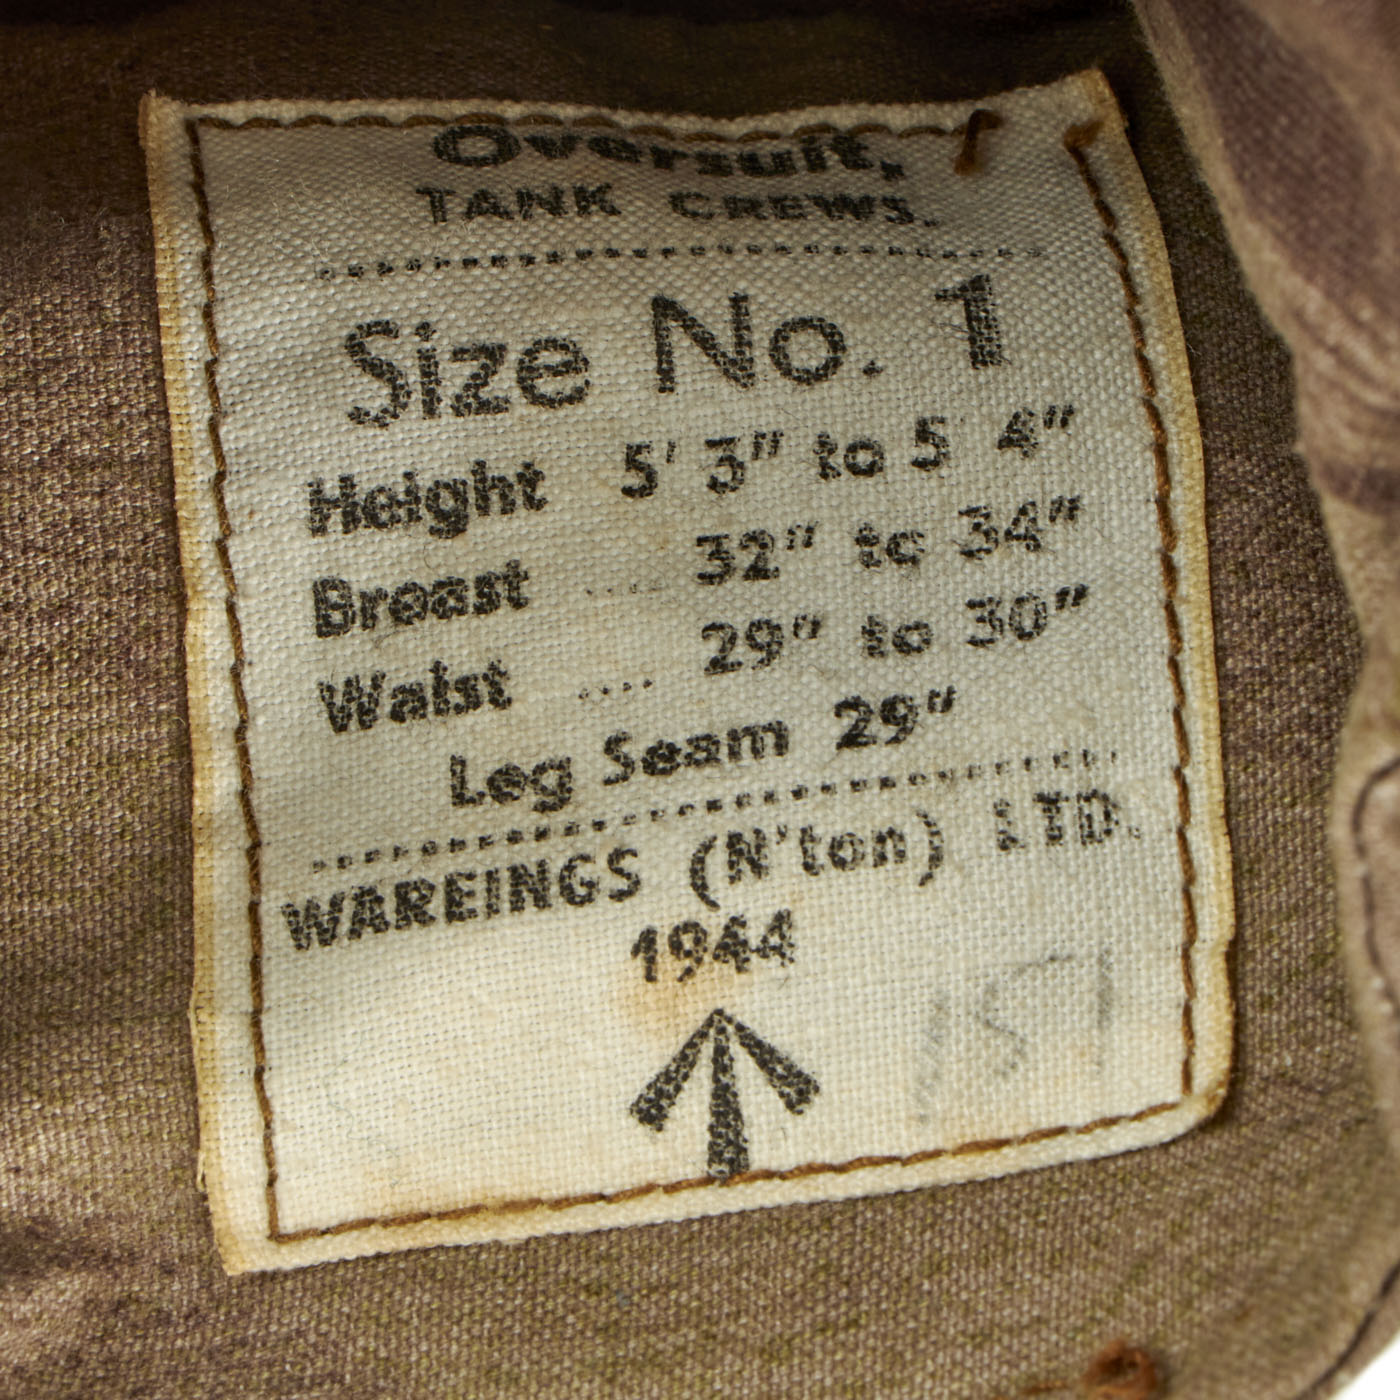 Oversuit,
TANK CREWS.
Size No. 1
Height 5' 3" to 5' 4"
Breast .... 32" to 34"
Waist .... 29" to 30"
Leg Seam 29"
WAREINGS (N'ton) LTD.
1944
151